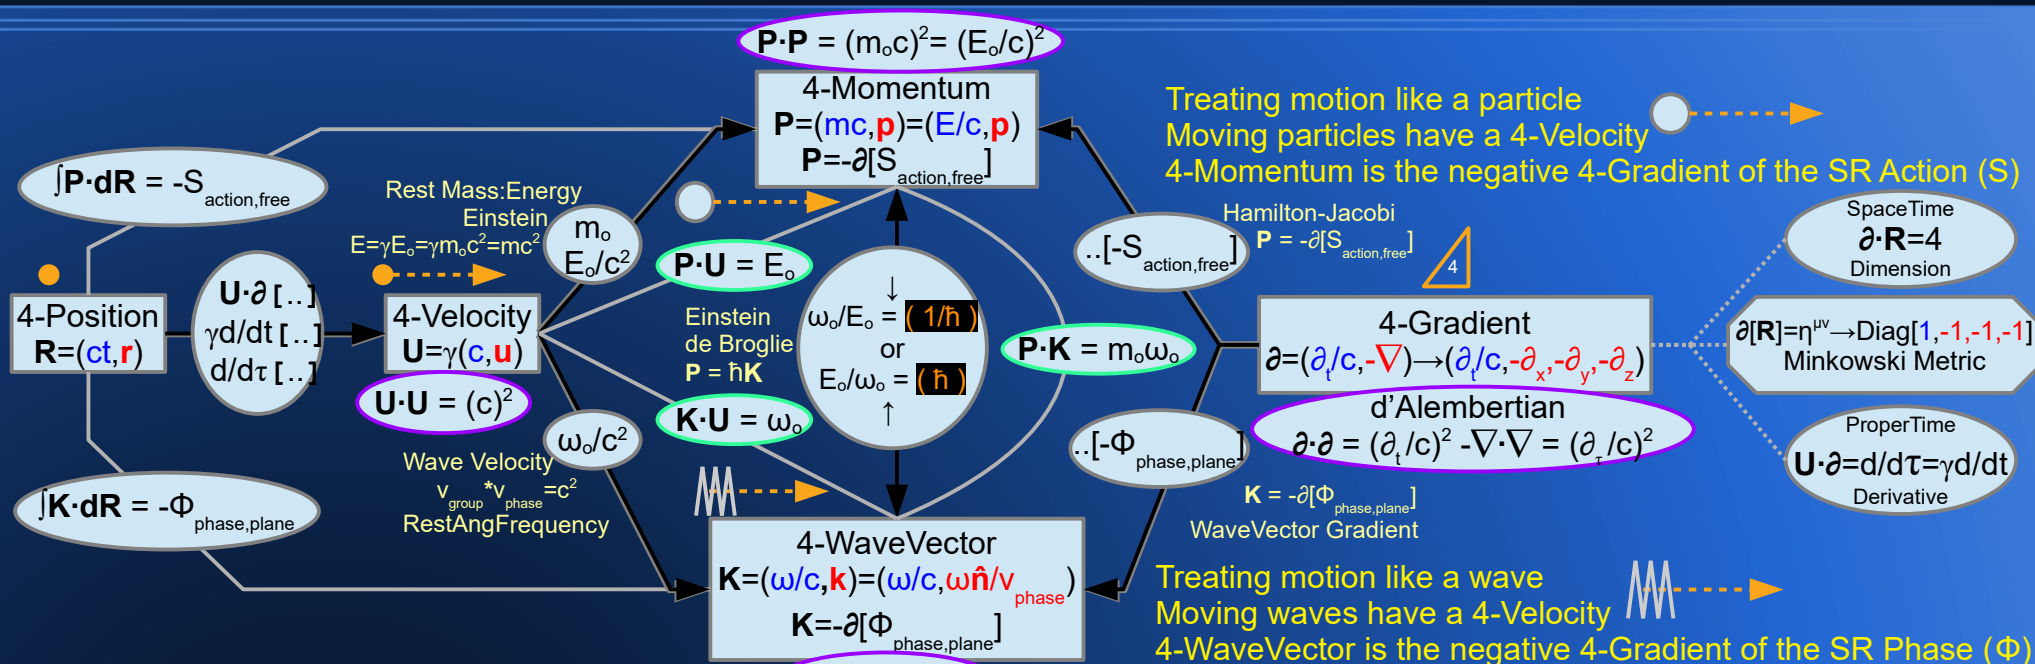 P·P = (mₒc)²= (Eₒ/c)²
4-Momentum
P=(mc,p)=(E/c,p)
P=-∂[S_action,free]
Treating motion like a particle
Moving particles have a 4-Velocity
4-Momentum is the negative 4-Gradient of the SR Action (S)
∫P·dR = -S_action,free
Rest Mass:Energy
Einstein
E=γEₒ=γmₒc²=mc²
mₒ
Eₒ/c²
P·U = Eₒ
..[-S_action,free]
Hamilton-Jacobi
P = -∂[S_action,free]
4
SpaceTime
∂·R=4
Dimension
4-Position
R=(ct,r)
U·∂[..]
γd/dt [..]
d/dτ [..]
4-Velocity
U=γ(c,u)
U·U = (c)²
Einstein
de Broglie
P = ħK
↓
ωₒ/Eₒ = (1/ħ)
or
Eₒ/ωₒ = (ħ)
↑
P·K = mₒωₒ
4-Gradient
∂=(∂ₜ/c,-∇)→(∂ₜ/c,-∂ₓ,-∂_y,-∂_z)
d’Alembertian
∂·∂ = (∂ₜ/c)² -∇·∇ = (∂_τ/c)²
∂[R]=η^μν→Diag[1,-1,-1,-1]
Minkowski Metric
ProperTime
U·∂=d/dτ=γd/dt
Derivative
K·U = ωₒ
ωₒ/c²
Wave Velocity
v_group*v_phase=c²
RestAngFrequency
∫K·dR = -Φ_phase,plane
..[-Φ_phase,plane]
K = -∂[Φ_phase,plane]
WaveVector Gradient
4-WaveVector
K=(ω/c,k)=(ω/c,ωn̂/v_phase)
K=-∂[Φ_phase,plane]
Treating motion like a wave
Moving waves have a 4-Velocity
4-WaveVector is the negative 4-Gradient of the SR Phase (Φ)